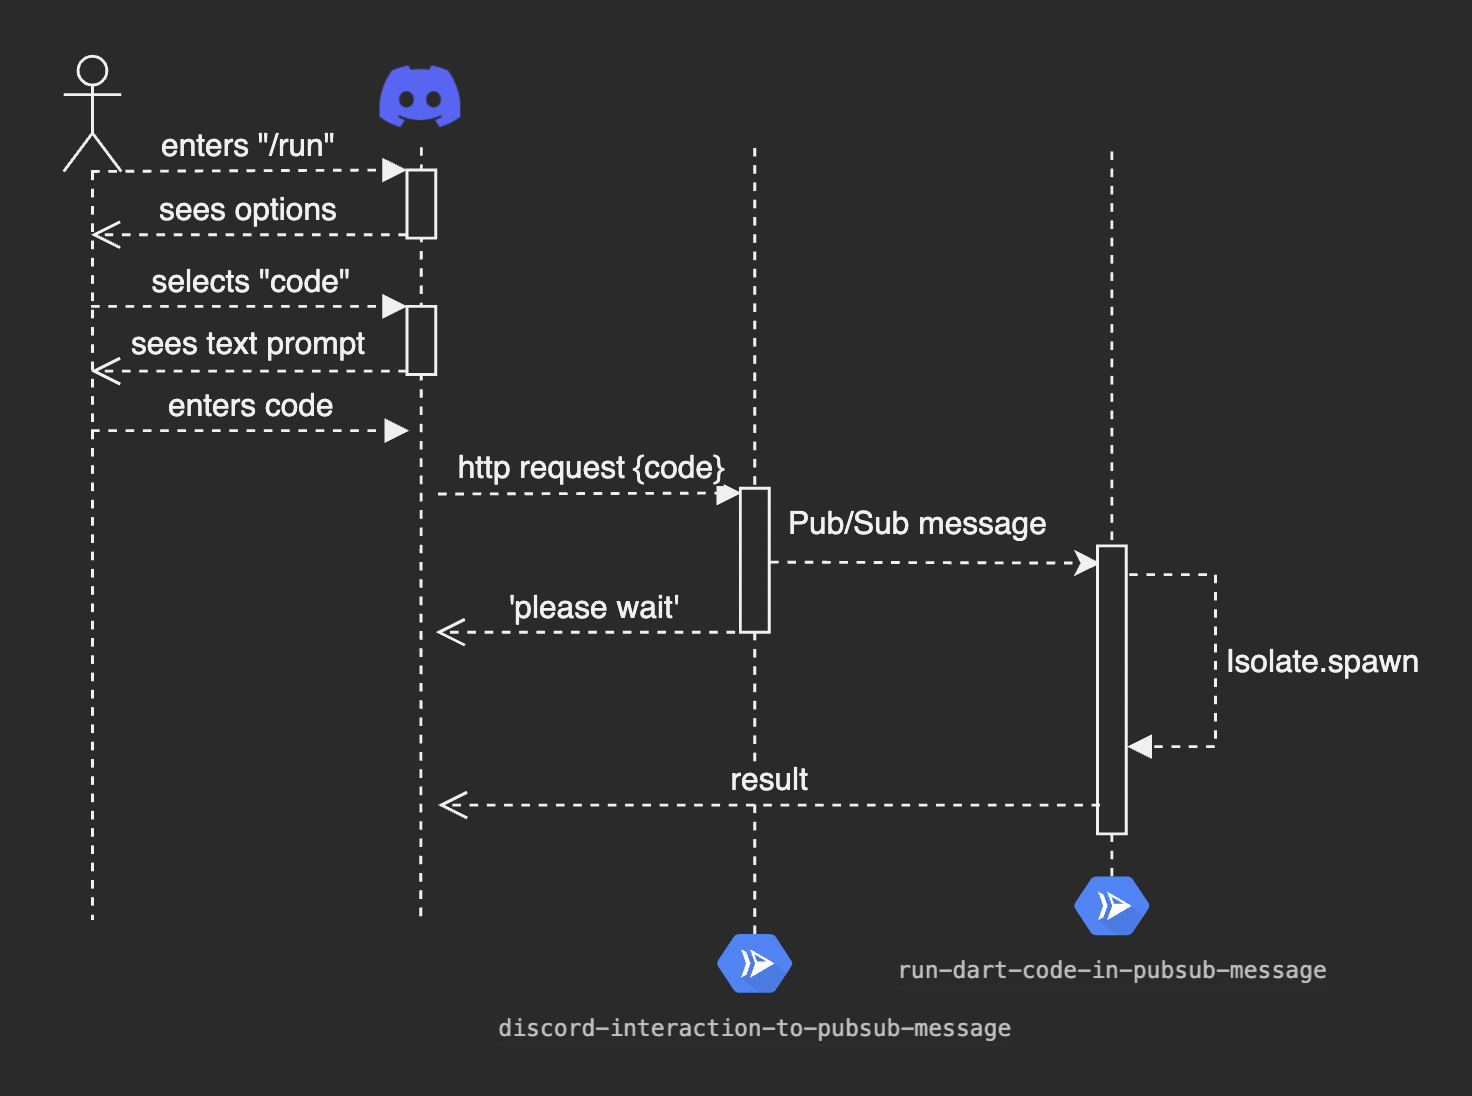 enters "/run"
sees options
selects "code"
sees text prompt
enters code
http request {code}
Pub/Sub message
'please wait'
Isolate.spawn
result
run-dart-code-in-pubsub-message
discord-interaction-to-pubsub-message